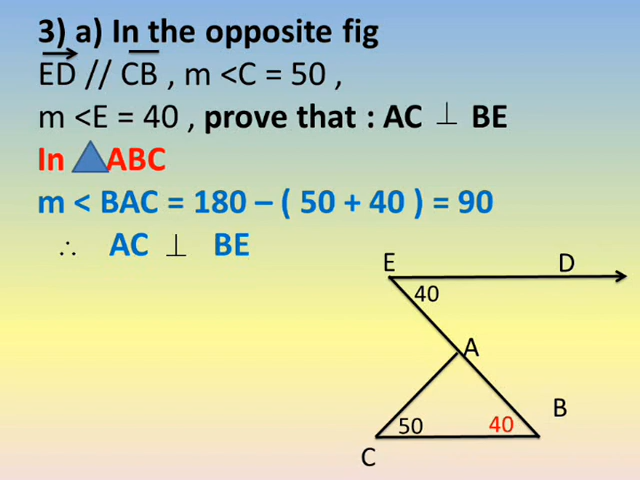 3) a) In the opposite fig
ED // CB , m <C = 50 ,
m <E = 40 , prove that : AC ⊥ BE
In ABC
m < BAC = 180 – ( 50 + 40 ) = 90
∴ AC ⊥ BE
E
D
40
A
B
50
40
C